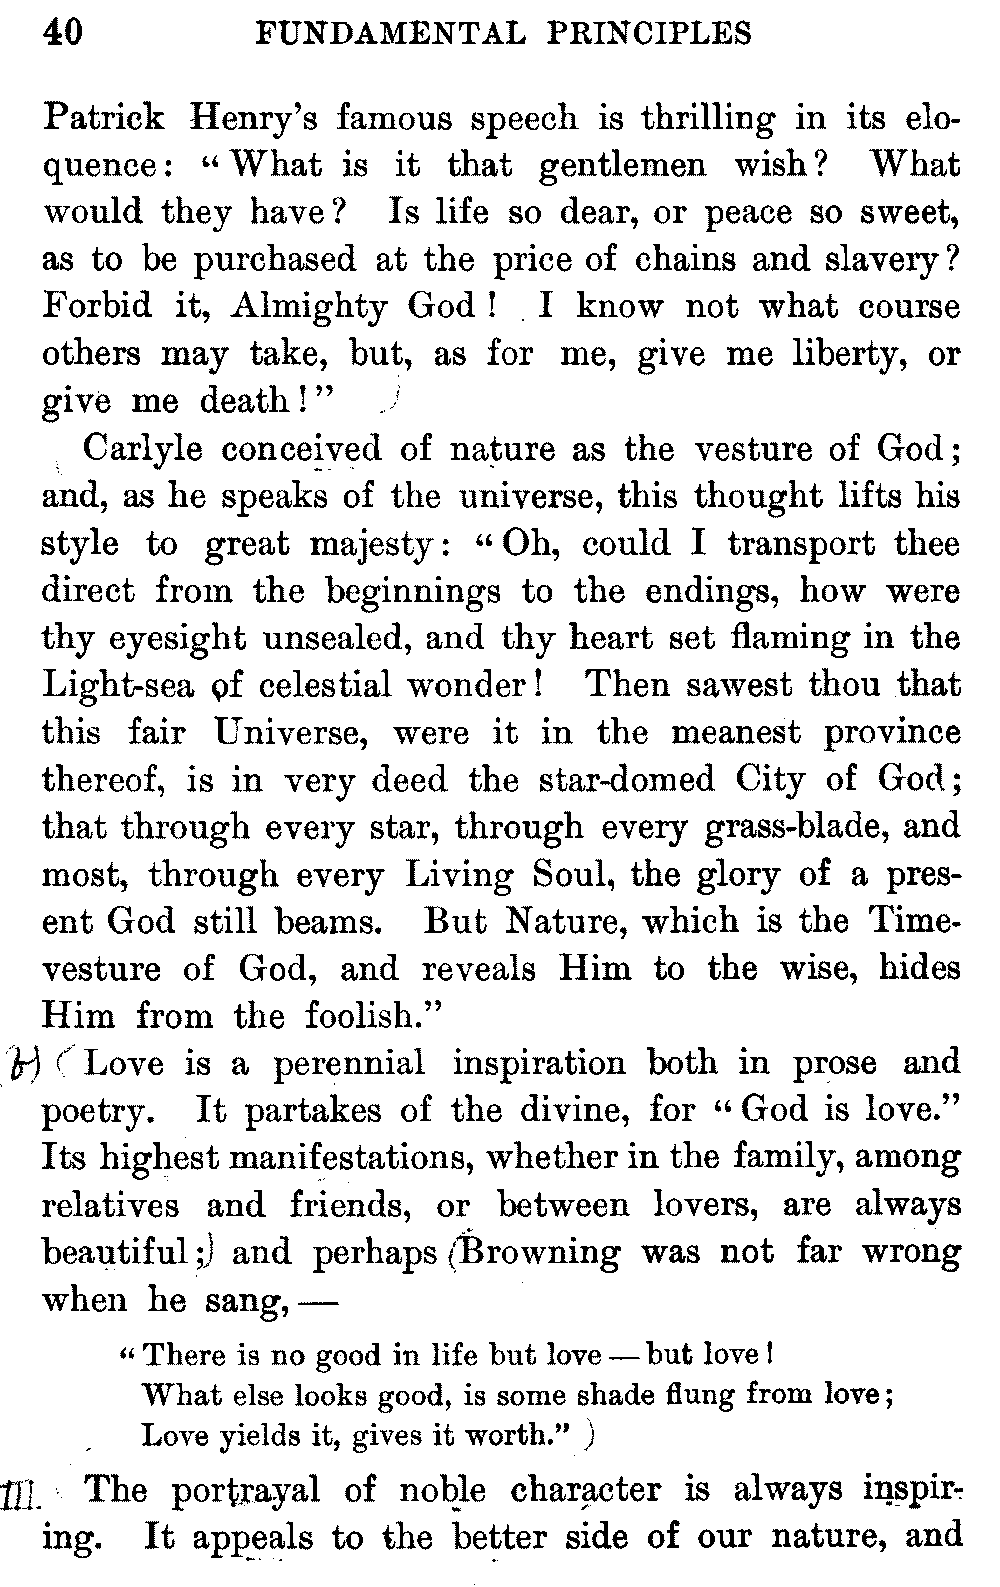 40 FUNDAMENTAL PRINCIPLES
Patrick Henry's famous speech is thrilling in its elo-
quence: “What is it that gentlemen wish? What
would they have? Is life so dear, or peace so sweet,
as to be purchased at the price of chains and slavery?
Forbid it, Almighty God! I know not what course
others may take, but, as for me, give me liberty, or
give me death!”
Carlyle conceived of nature as the vesture of God;
and, as he speaks of the universe, this thought lifts his
style to great majesty: “Oh, could I transport thee
direct from the beginnings to the endings, how were
thy eyesight unsealed, and thy heart set flaming in the
Light-sea of celestial wonder! Then sawest thou that
this fair Universe, were it in the meanest province
thereof, is in very deed the star-domed City of God;
that through every star, through every grass-blade, and
most, through every Living Soul, the glory of a pres-
ent God still beams. But Nature, which is the Time-
vesture of God, and reveals Him to the wise, hides
Him from the foolish.”
( Love is a perennial inspiration both in prose and
poetry. It partakes of the divine, for “God is love.”
Its highest manifestations, whether in the family, among
relatives and friends, or between lovers, are always
beautiful;) and perhaps (Browning was not far wrong
when he sang, —
“There is no good in life but love — but love!
What else looks good, is some shade flung from love;
Love yields it, gives it worth.” )
III. The portrayal of noble character is always inspir-
ing. It appeals to the better side of our nature, and